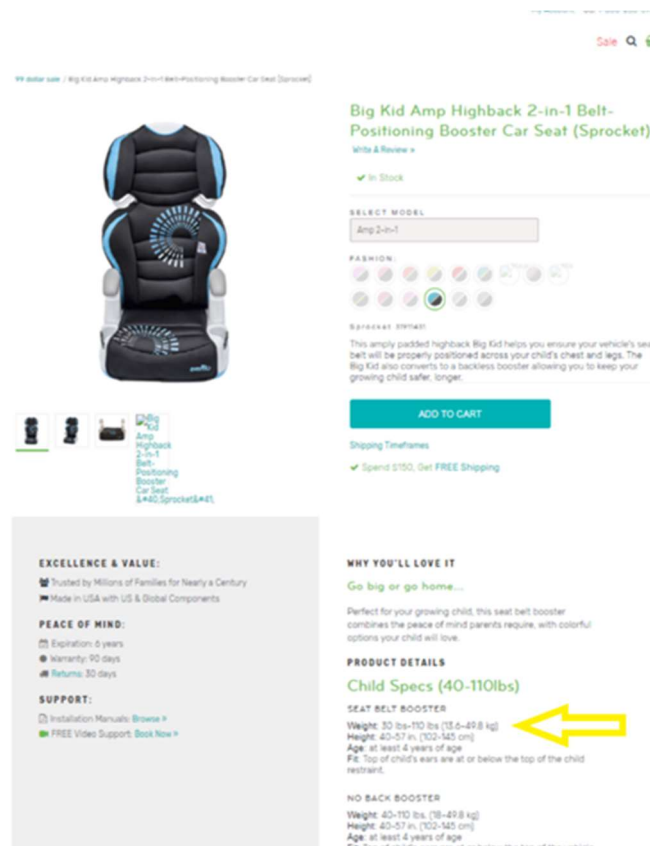 Sale
99 dollar sale / Big Kid Amp Highback 2-in-1 Belt-Positioning Booster Car Seat (Sprocket)
Big Kid Amp Highback 2-in-1 Belt-
Positioning Booster Car Seat (Sprocket)
Write A Review »
In Stock
SELECT MODEL
Amp 2-in-1
FASHION:
Sprocket
This amply padded highback Big Kid helps you ensure your vehicle's sea
belt will be properly positioned across your child's chest and legs. The
Big Kid also converts to a backless booster allowing you to keep your
growing child safer, longer.
ADD TO CART
Shipping Timeframes
Spend $150, Get FREE Shipping
Big
Kid
Amp
Highback
2-in-1
Belt-
Positioning
Booster
Car Seat
&#40;Sprocket&#41;
EXCELLENCE & VALUE:
Trusted by Millions of Families for Nearly a Century
Made in USA with US & Global Components
PEACE OF MIND:
Expiration: 6 years
Warranty: 90 days
Returns: 30 days
SUPPORT:
Installation Manuals: Browse »
FREE Video Support: Book Now »
WHY YOU'LL LOVE IT
Go big or go home...
Perfect for your growing child, this seat belt booster
combines the peace of mind parents require, with colorful
options your child will love.
PRODUCT DETAILS
Child Specs (40-110lbs)
SEAT BELT BOOSTER
Weight: 30 lbs-110 lbs (13.6-49.8 kg)
Height: 40-57 in. (102-145 cm)
Age: at least 4 years of age
Fit: Top of child's ears are at or below the top of the child
restraint.
NO BACK BOOSTER
Weight: 40-110 lbs. (18-49.8 kg)
Height: 40-57 in. (102-145 cm)
Age: at least 4 years of age